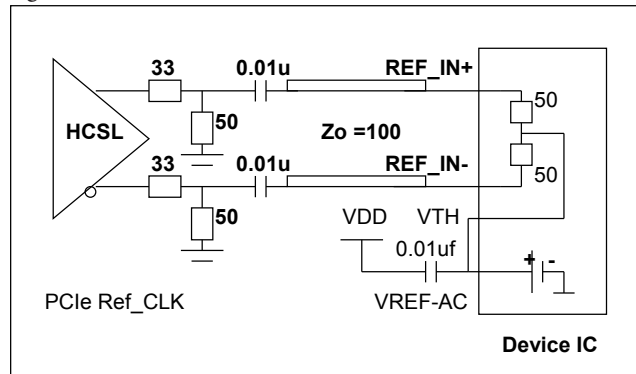 33
0.01u
REF_IN+
50
HCSL
50
Zo =100
33
0.01u
REF_IN-
50
50
VDD
VTH
0.01uf
+
-
PCIe Ref_CLK
VREF-AC
Device IC